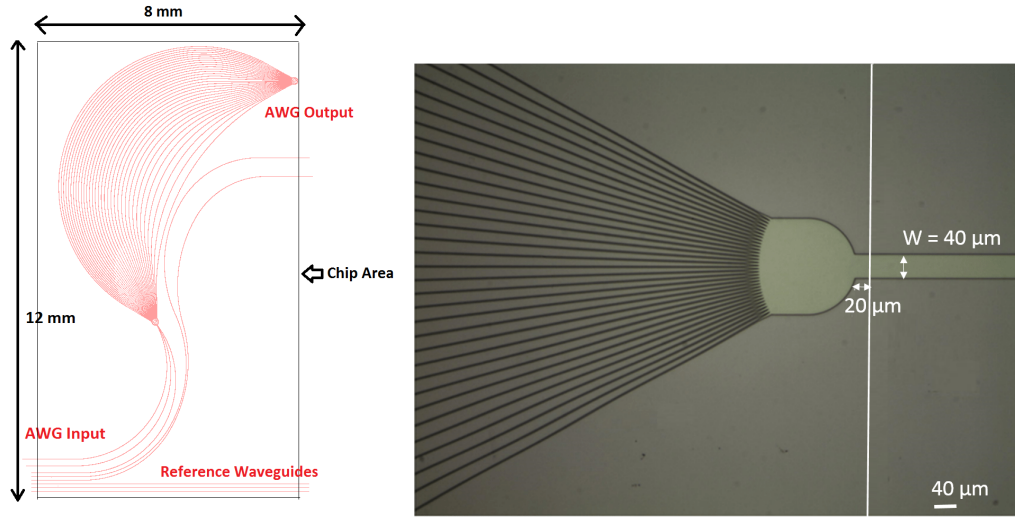 8 mm
AWG Output
Chip Area
12 mm
AWG Input
Reference Waveguides
W = 40 µm
20 µm
40 µm